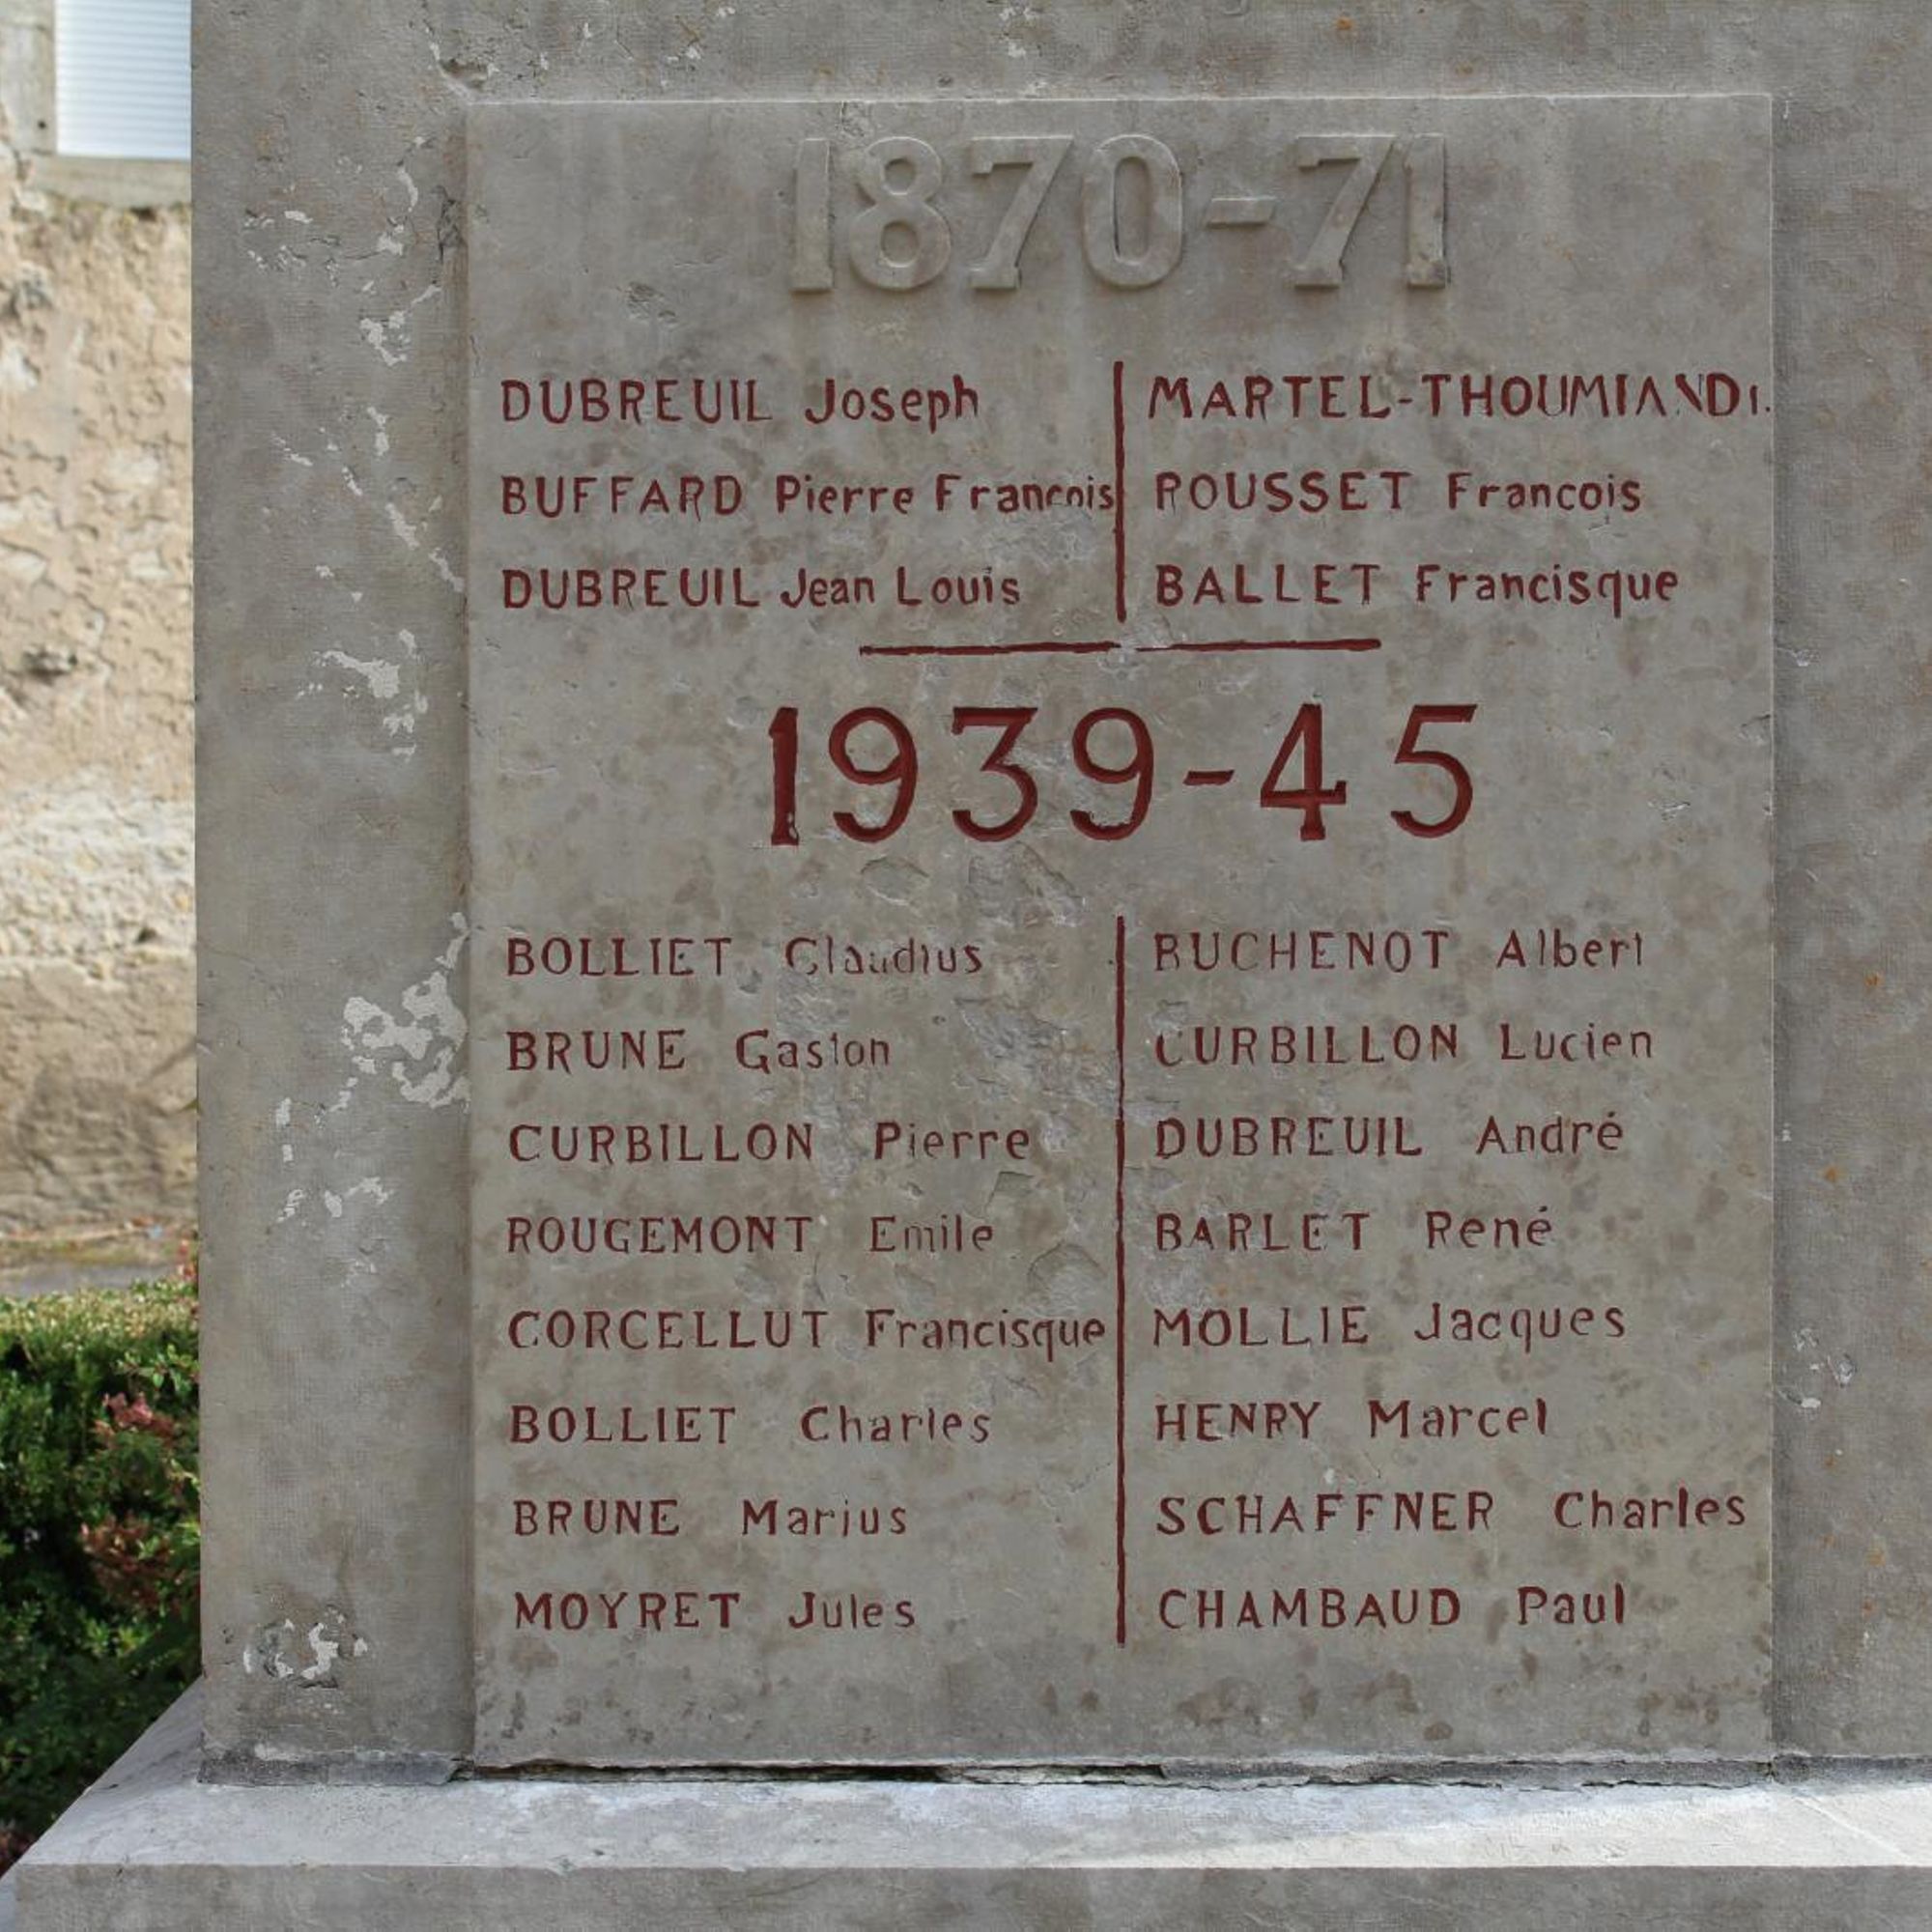 1870-71
DUBREUIL Joseph
BUFFARD Pierre Francois
DUBREUIL Jean Louis
MARTEL-THOUMIAND
ROUSSET Francois
BALLET Francisque
1939-45
BOLLIET Claudius
BRUNE Gaston
CURBILLON Pierre
ROUGEMONT Emile
CORCELLUT Francisque
BOLLIET Charles
BRUNE Marius
MOYRET Jules
BUCHENOT Albert
CURBILLON Lucien
DUBREUIL André
BARLET René
MOLLIE Jacques
HENRY Marcel
SCHAFFNER Charles
CHAMBAUD Paul